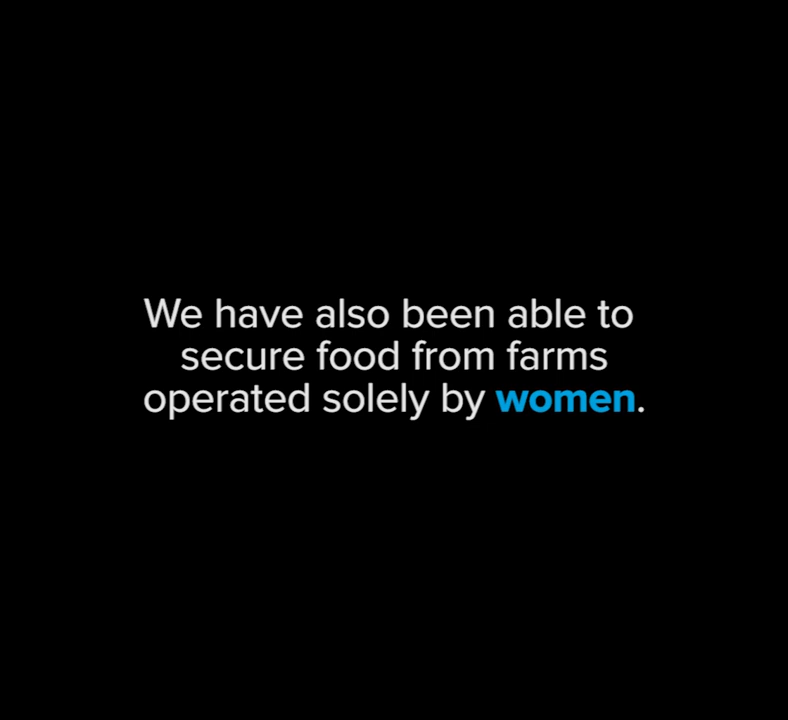 We have also been able to
secure food from farms
operated solely by women.